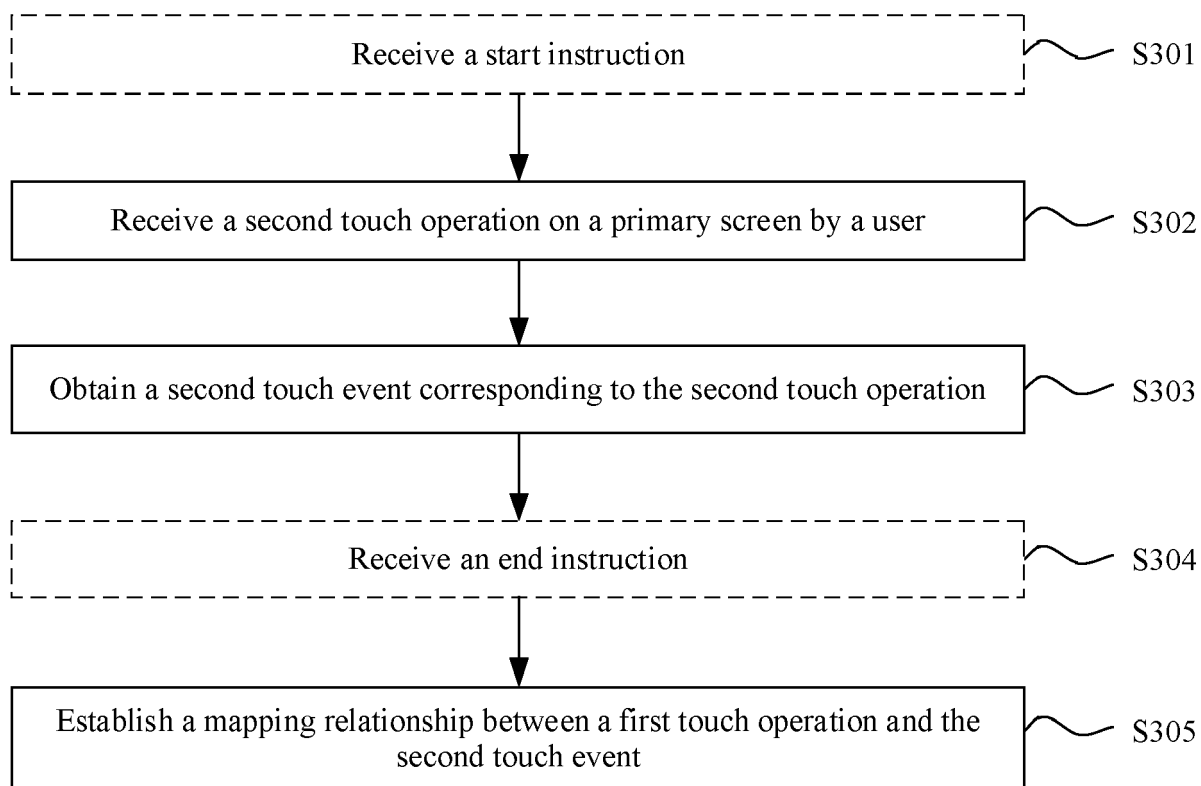 Receive a start instruction
S301
Receive a second touch operation on a primary screen by a user
S302
Obtain a second touch event corresponding to the second touch operation
S303
Receive an end instruction
S304
Establish a mapping relationship between a first touch operation and the
second touch event
S305